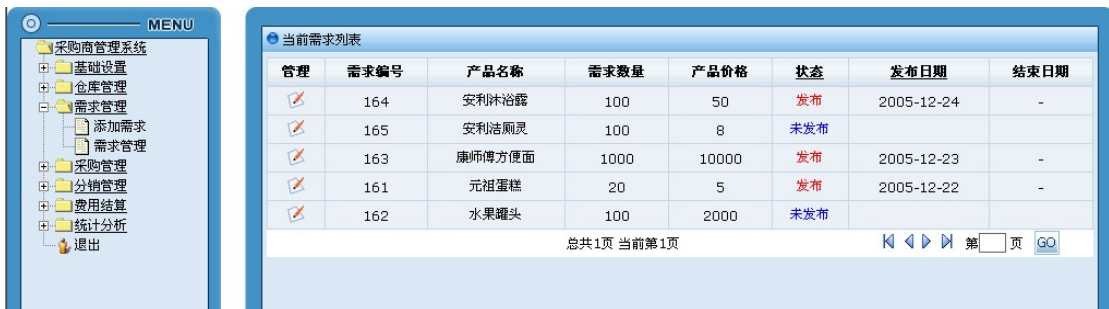 MENU
采购商管理系统
基础设置
仓库管理
需求管理
添加需求
需求管理
采购管理
分销管理
费用结算
统计分析
退出
当前需求列表
管理 需求编号 产品名称 需求数量 产品价格 状态 发布日期 结束日期
164 安利沐浴露 100 50 发布 2005-12-24 -
165 安利洁厕灵 100 8 未发布
163 康师傅方便面 1000 10000 发布 2005-12-23 -
161 元祖蛋糕 20 5 发布 2005-12-22 -
162 水果罐头 100 2000 未发布
总共1页 当前第1页 第 页 GO